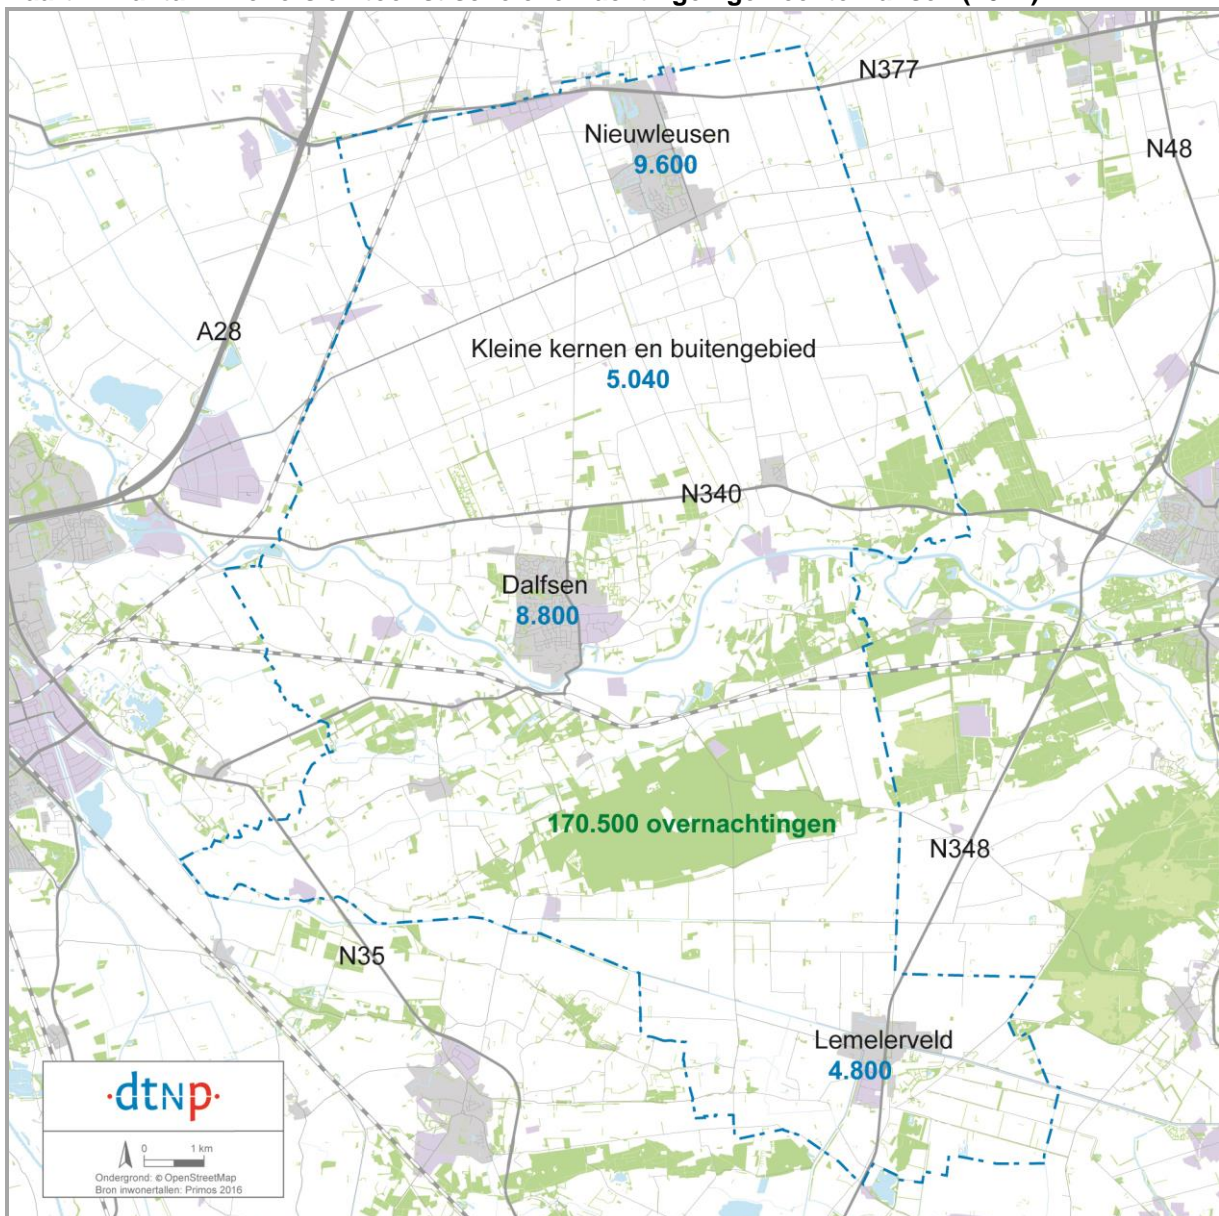 N377
Nieuwleusen
9.600
N48
A28
Kleine kernen en buitengebied
5.040
N340
Dalfsen
8.800
170.500 overnachtingen
N348
N35
Lemelerveld
4.800
·dtNp·
0 1 km
Ondergrond: © OpenStreetMap
Bron inwonertallen: Primos 2016